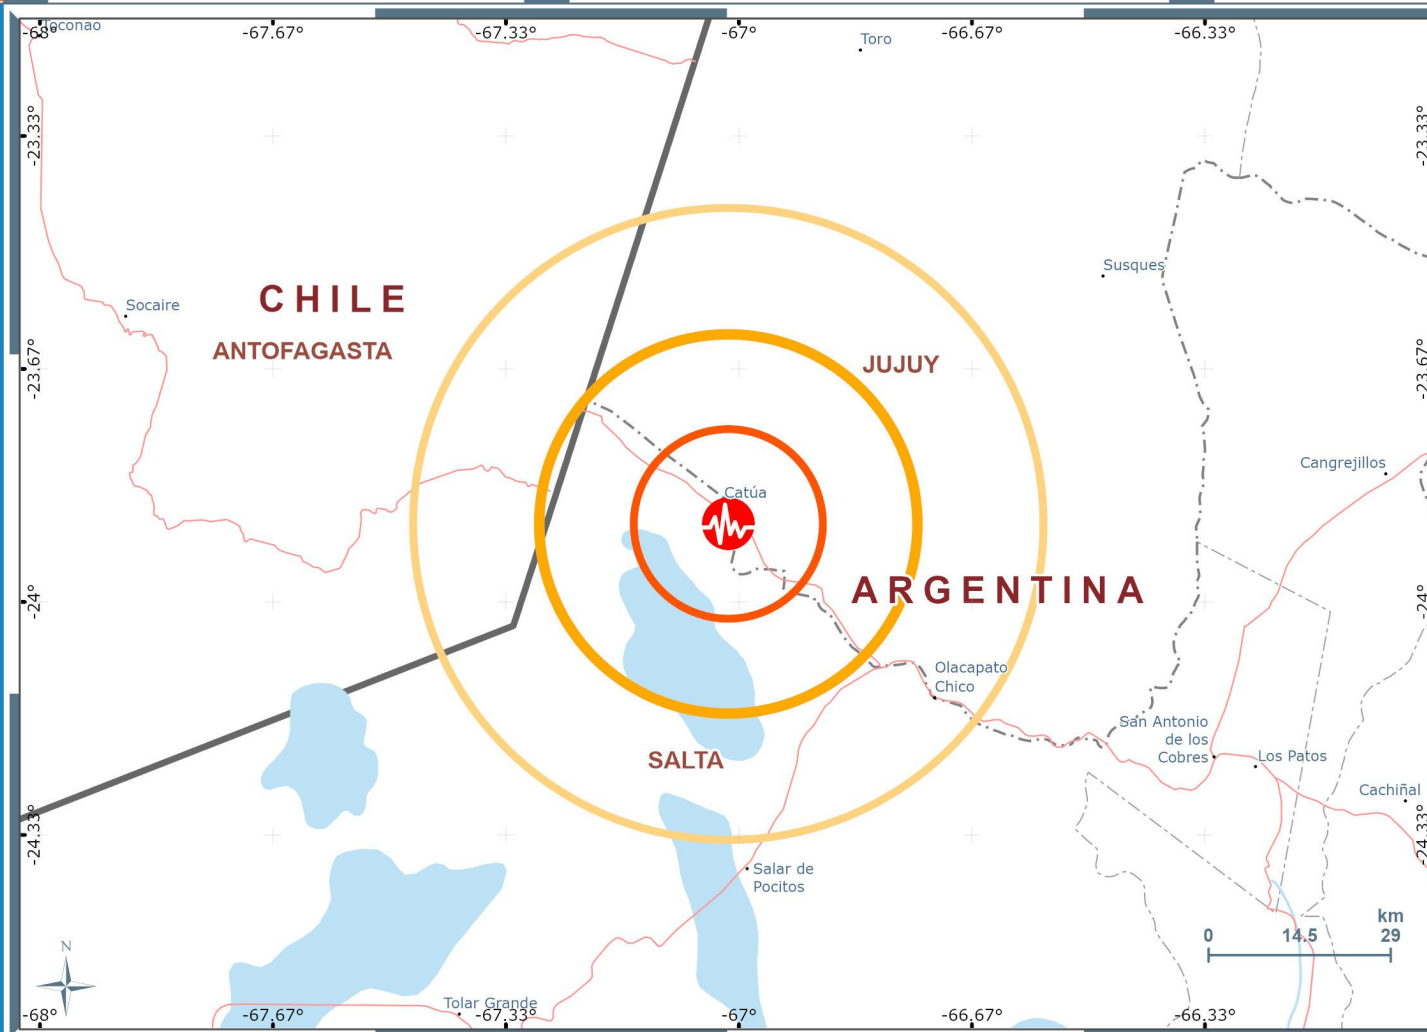 Toconao
-68°
-67.67°
-67.33°
-67°
-66.67°
-66.33°
Toro
-23.33°
-23.33°
Susques
CHILE
Socaire
ANTOFAGASTA
JUJUY
-23.67°
-23.67°
Cangrejillos
Catúa
ARGENTINA
-24°
-24°
Olacapato
Chico
San Antonio
de los
Cobres
Los Patos
SALTA
Cachiñal
-24.33°
-24.33°
Salar de
Pocitos
km
0 14.5 29
N
Tolar Grande
-68°
-67.67°
-67.33°
-67°
-66.67°
-66.33°